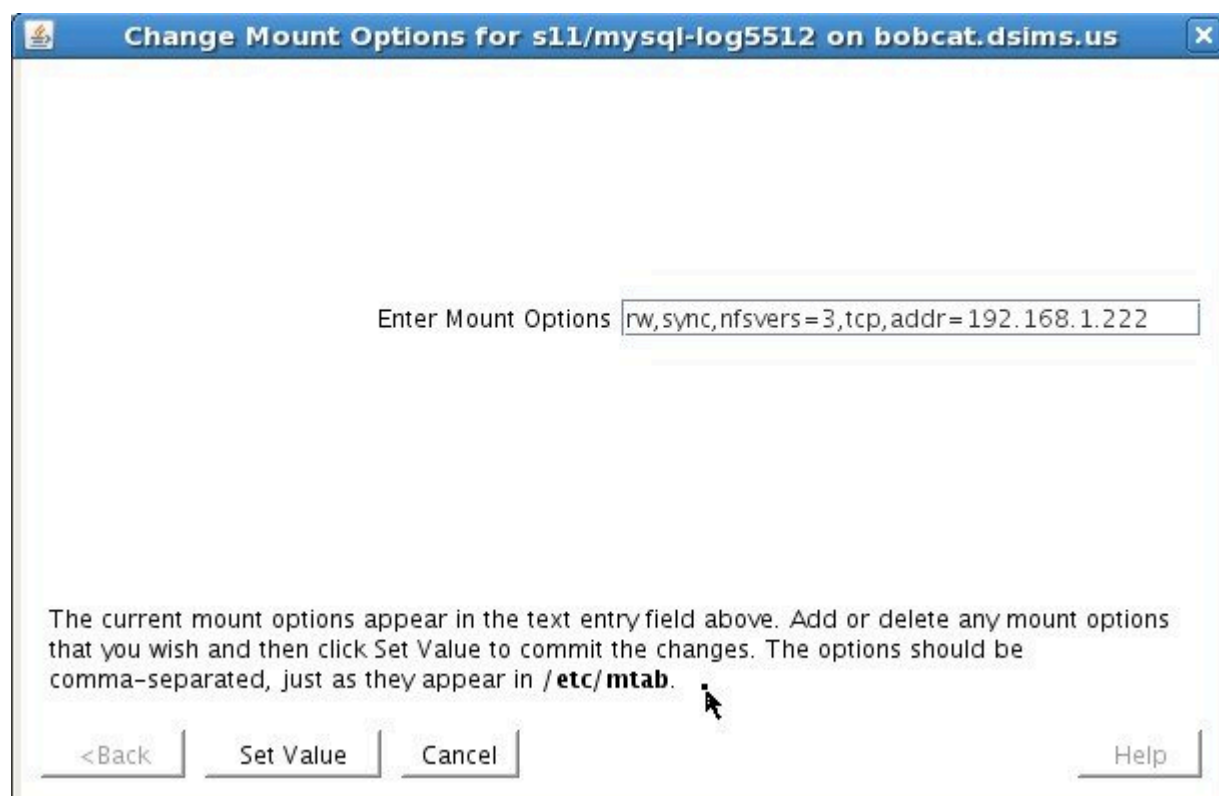 Change Mount Options for s11/mysql-log5512 on bobcat.dsims.us
Enter Mount Options rw,sync,nfsvers=3,tcp,addr=192.168.1.222
The current mount options appear in the text entry field above. Add or delete any mount options
that you wish and then click Set Value to commit the changes. The options should be
comma-separated, just as they appear in /etc/mtab.
<Back Set Value Cancel Help